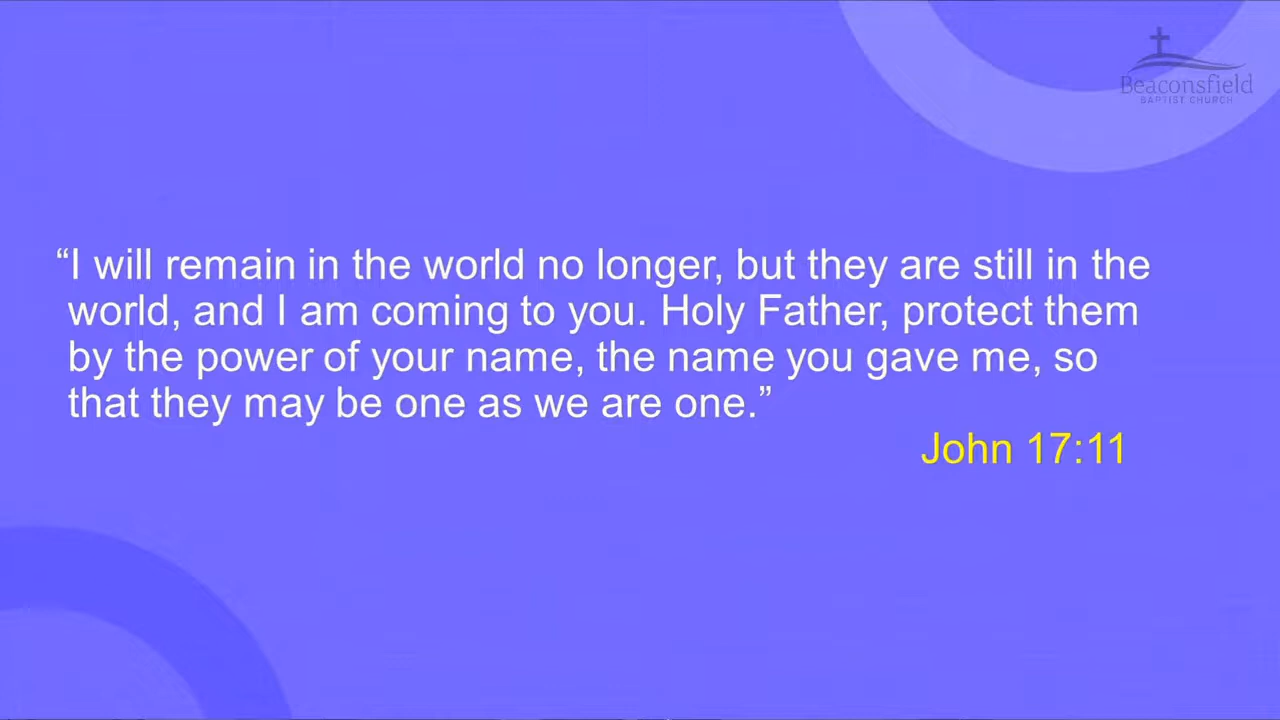 Beaconsfield
BAPTIST CHURCH
“I will remain in the world no longer, but they are still in the
world, and I am coming to you. Holy Father, protect them
by the power of your name, the name you gave me, so
that they may be one as we are one.”
John 17:11